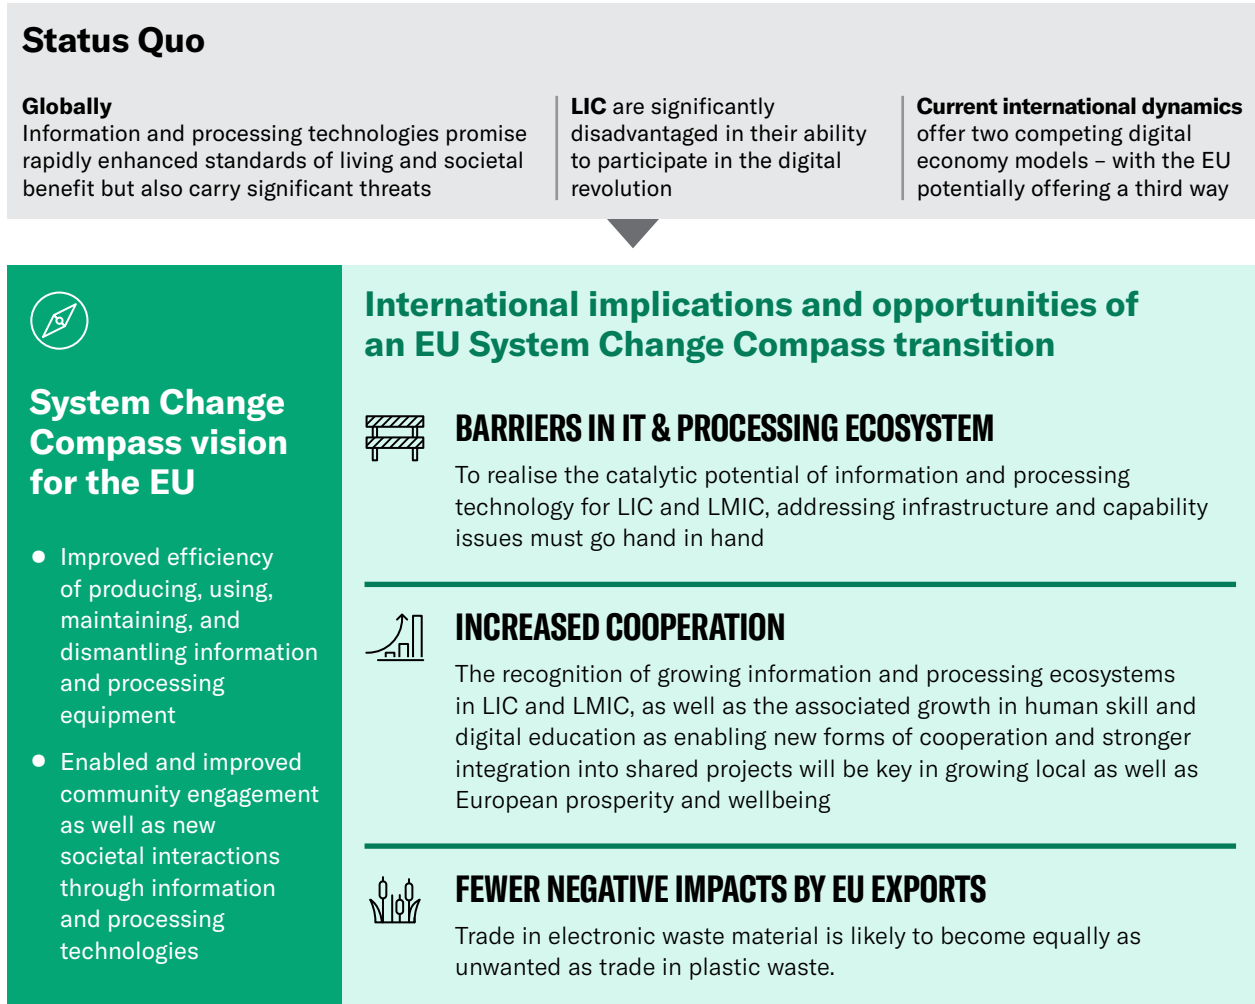 Status Quo
Globally
Information and processing technologies promise
rapidly enhanced standards of living and societal
benefit but also carry significant threats
LIC are significantly
disadvantaged in their ability
to participate in the digital
revolution
Current international dynamics
offer two competing digital
economy models – with the EU
potentially offering a third way
System Change
Compass vision
for the EU
● Improved efficiency
of producing, using,
maintaining, and
dismantling information
and processing
equipment
● Enabled and improved
community engagement
as well as new
societal interactions
through information
and processing
technologies
International implications and opportunities of
an EU System Change Compass transition
BARRIERS IN IT & PROCESSING ECOSYSTEM
To realise the catalytic potential of information and processing
technology for LIC and LMIC, addressing infrastructure and capability
issues must go hand in hand
INCREASED COOPERATION
The recognition of growing information and processing ecosystems
in LIC and LMIC, as well as the associated growth in human skill and
digital education as enabling new forms of cooperation and stronger
integration into shared projects will be key in growing local as well as
European prosperity and wellbeing
FEWER NEGATIVE IMPACTS BY EU EXPORTS
Trade in electronic waste material is likely to become equally as
unwanted as trade in plastic waste.